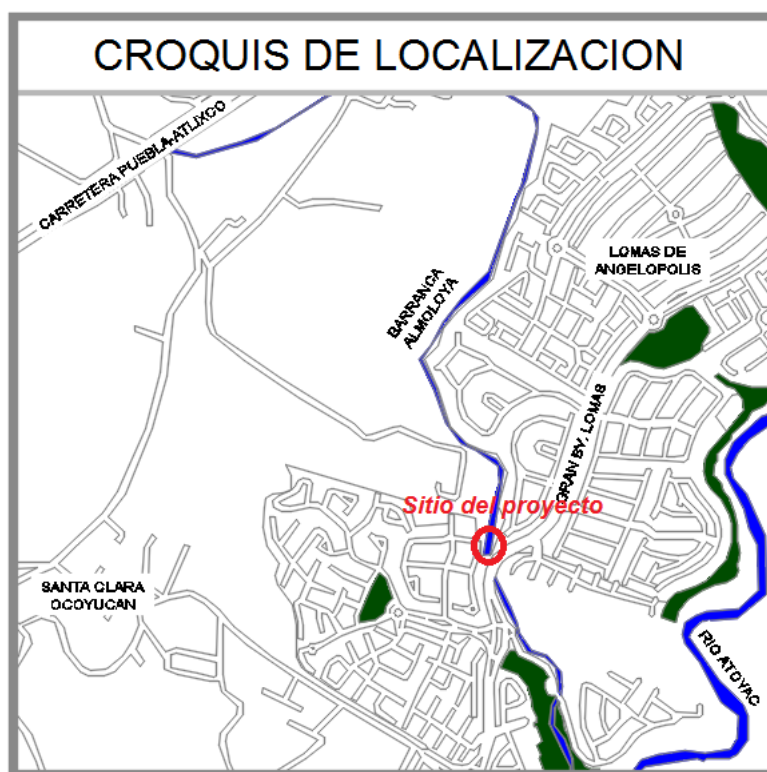 CROQUIS DE LOCALIZACION
CARRETERA PUEBLA-ATLIXCO
LOMAS DE
ANGELOPOLIS
BARRANCA
ALMOLOYA
GRAN BV. LOMAS
Sitio del proyecto
SANTA CLARA
OCOYUCAN
RIO ATOYAC